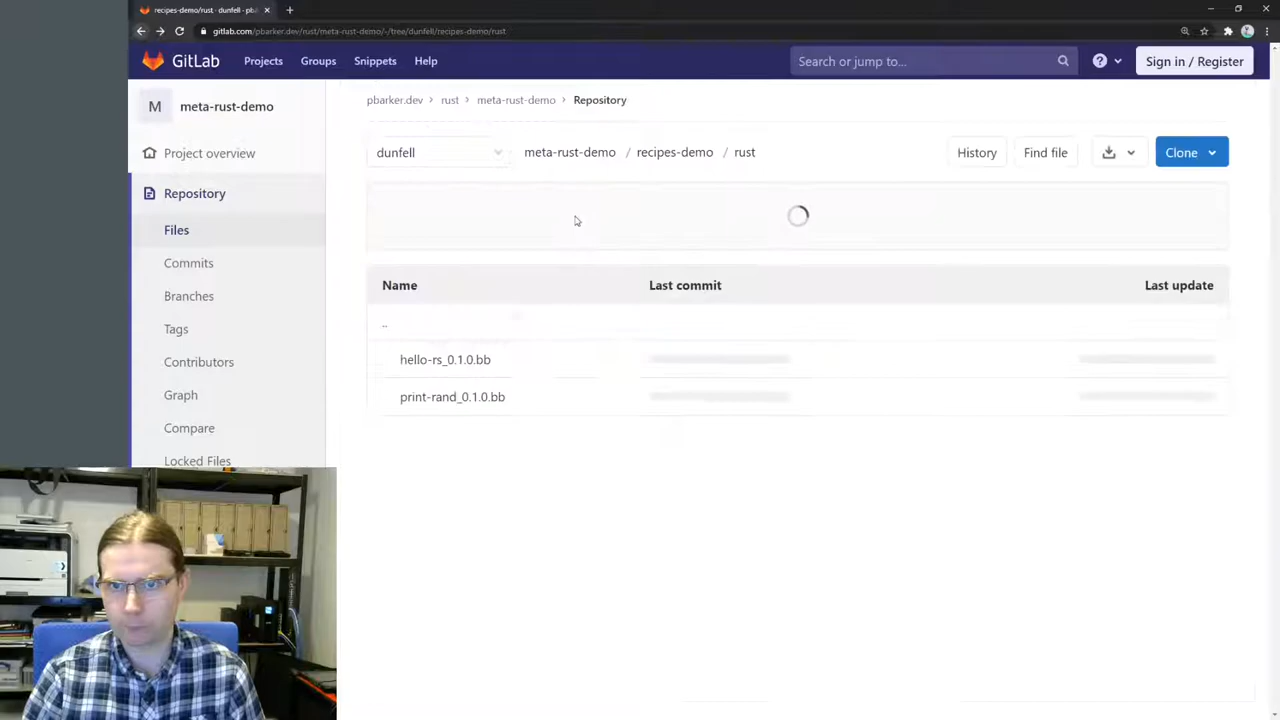 recipes-demo/rust · dunfell · pba
gitlab.com/pbarker.dev/rust/meta-rust-demo/-/tree/dunfell/recipes-demo/rust
GitLab
Projects
Groups
Snippets
Help
Search or jump to...
Sign in / Register
M
meta-rust-demo
Project overview
Repository
Files
Commits
Branches
Tags
Contributors
Graph
Compare
Locked Files
pbarker.dev > rust > meta-rust-demo > Repository
dunfell
meta-rust-demo / recipes-demo / rust
History
Find file
Clone
Name Last commit Last update
..
hello-rs_0.1.0.bb
print-rand_0.1.0.bb